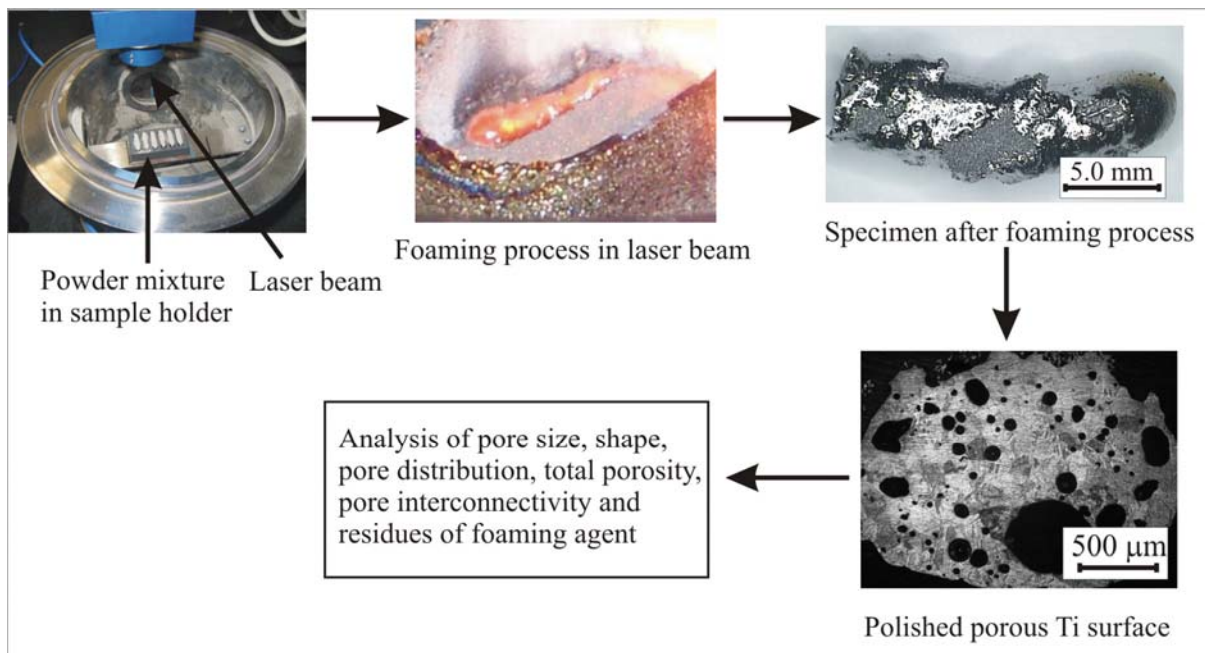 Powder mixture
in sample holder
Laser beam
Foaming process in laser beam
5.0 mm
Specimen after foaming process
500 μm
Polished porous Ti surface
Analysis of pore size, shape,
pore distribution, total porosity,
pore interconnectivity and
residues of foaming agent